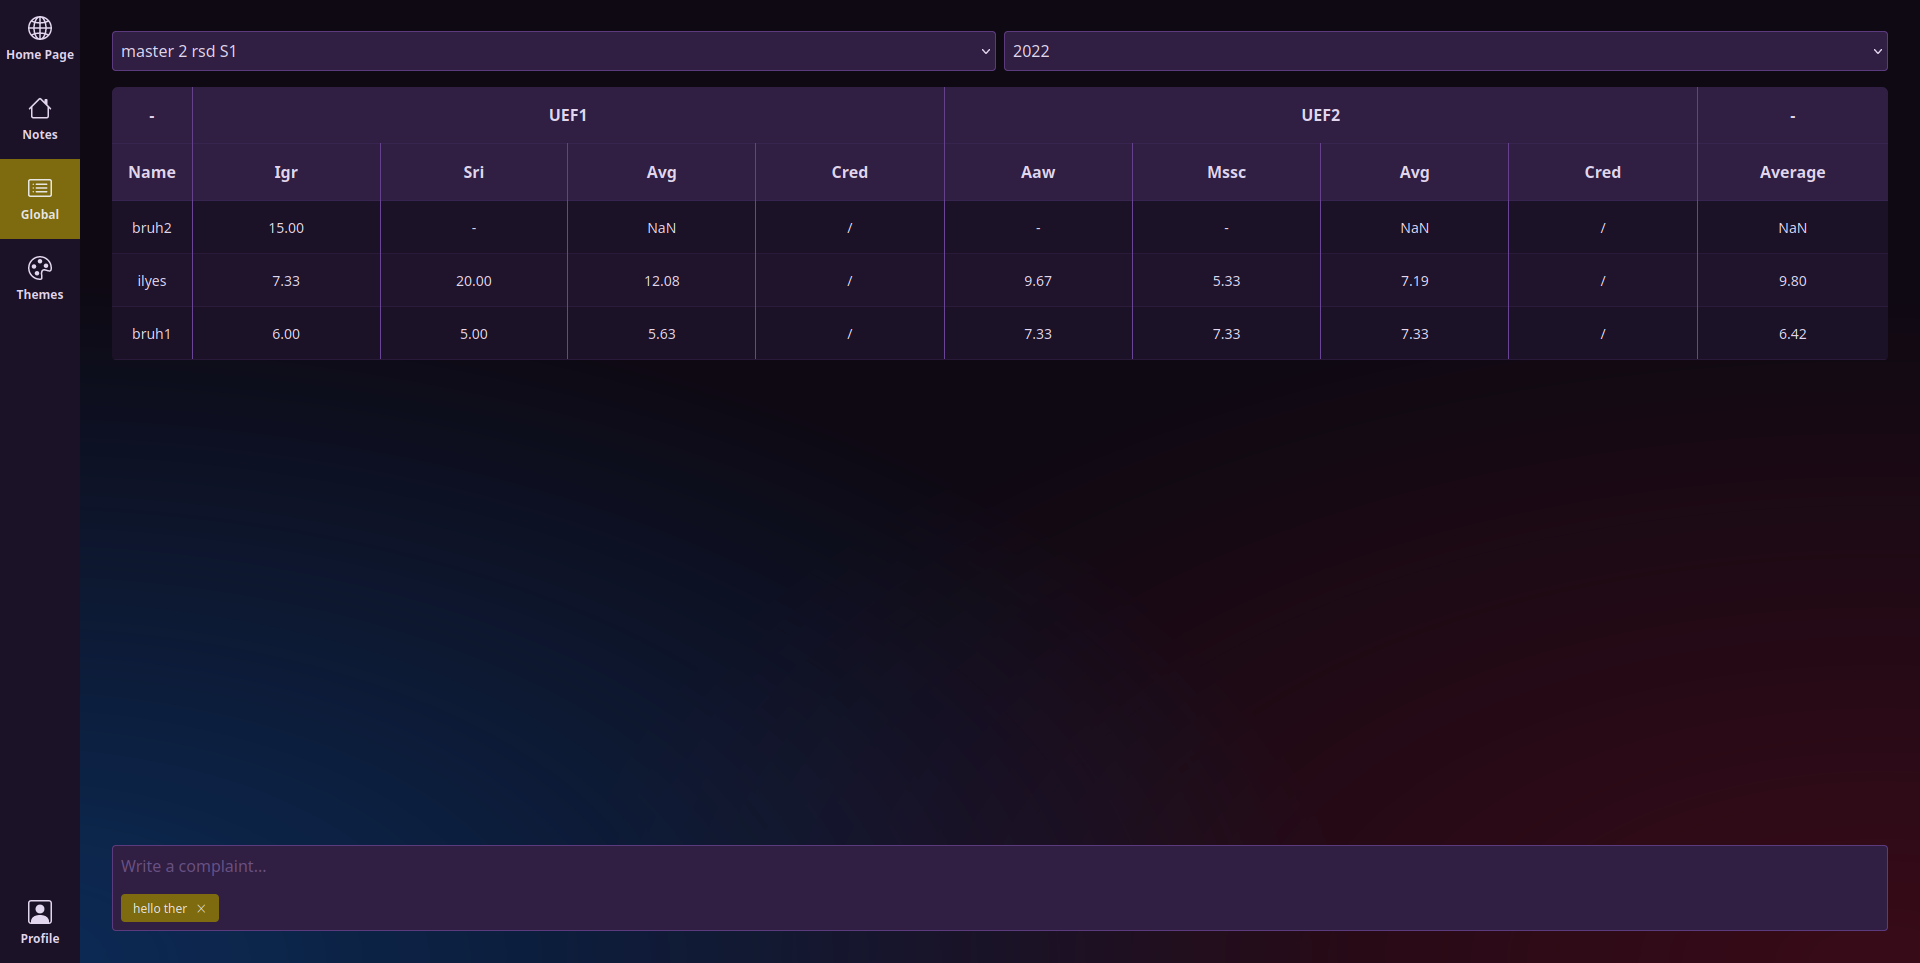 Home Page
Notes
Global
Themes
Profile
master 2 rsd S1 2022
- UEF1 UEF2 -
Name Igr Sri Avg Cred Aaw Mssc Avg Cred Average
bruh2 15.00 - NaN / - - NaN / NaN
ilyes 7.33 20.00 12.08 / 9.67 5.33 7.19 / 9.80
bruh1 6.00 5.00 5.63 / 7.33 7.33 7.33 / 6.42
Write a complaint...
hello ther ×